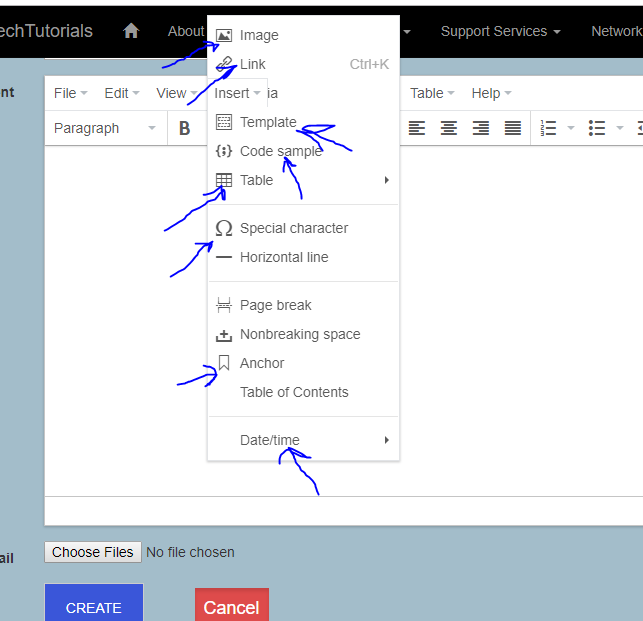 echTutorials About Support Services Network
Image
Link Ctrl+K
nt
File Edit View Insert ia Table Help
Paragraph B
Template
Code sample
Table
Special character
Horizontal line
Page break
Nonbreaking space
Anchor
Table of Contents
Date/time
ail
Choose Files No file chosen
CREATE Cancel